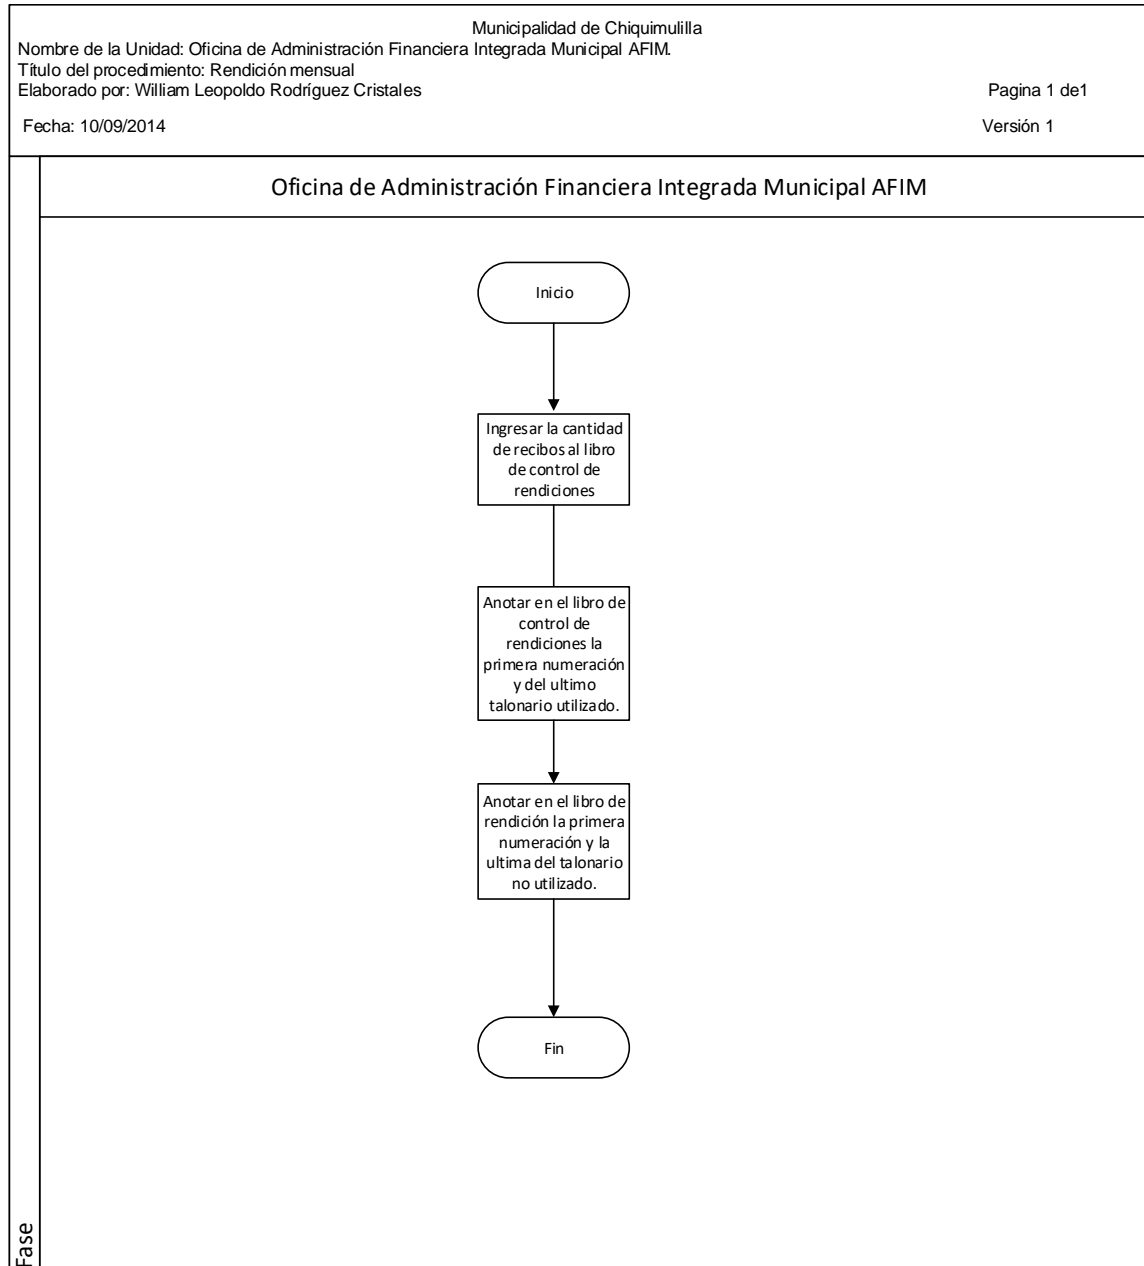 Municipalidad de Chiquimulilla
Nombre de la Unidad: Oficina de Administración Financiera Integrada Municipal AFIM.
Título del procedimiento: Rendición mensual
Elaborado por: William Leopoldo Rodríguez Cristales
Pagina 1 de1
Fecha: 10/09/2014
Versión 1
Oficina de Administración Financiera Integrada Municipal AFIM
Inicio
Ingresar la cantidad
de recibos al libro
de control de
rendiciones
Anotar en el libro de
control de
rendiciones la
primera numeración
y del ultimo
talonario utilizado.
Anotar en el libro de
rendición la primera
numeración y la
ultima del talonario
no utilizado.
Fin
Fase